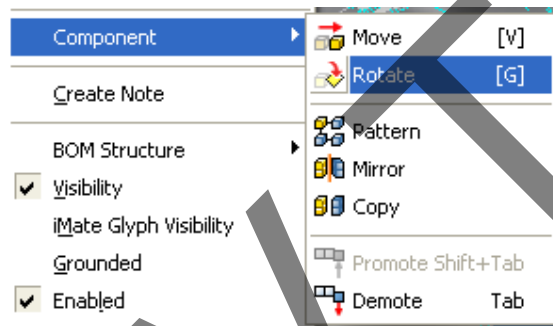 Component
Create Note
BOM Structure
Visibility
iMate Glyph Visibility
Grounded
Enabled
Move [V]
Rotate [G]
Pattern
Mirror
Copy
Promote Shift+Tab
Demote Tab